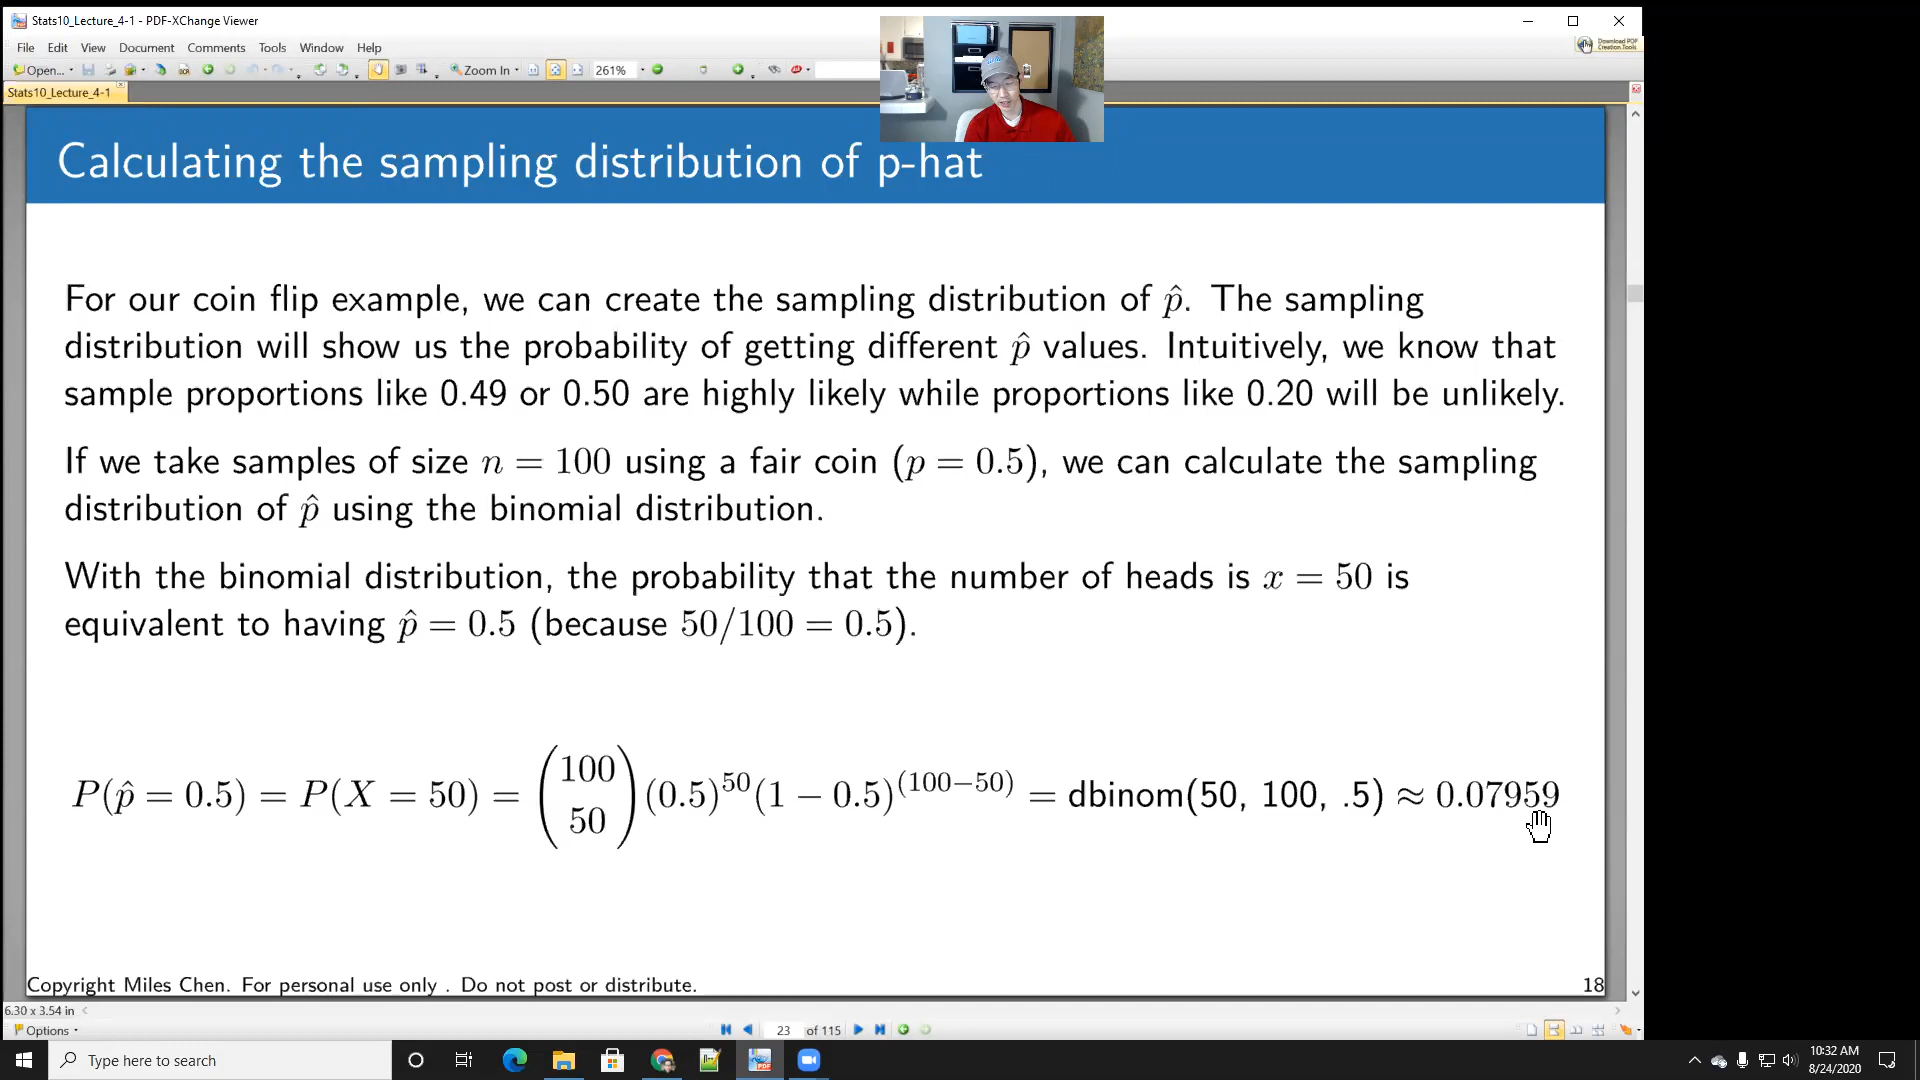 Stats10_Lecture_4-1 - PDF-XChange Viewer
File Edit View Document Comments Tools Window Help
Download PDF
Creation Tools
Open... Zoom In 261%
Stats10_Lecture_4-1
Calculating the sampling distribution of p-hat
For our coin flip example, we can create the sampling distribution of p̂. The sampling
distribution will show us the probability of getting different p̂ values. Intuitively, we know that
sample proportions like 0.49 or 0.50 are highly likely while proportions like 0.20 will be unlikely.
If we take samples of size n = 100 using a fair coin (p = 0.5), we can calculate the sampling
distribution of p̂ using the binomial distribution.
With the binomial distribution, the probability that the number of heads is x = 50 is
equivalent to having p̂ = 0.5 (because 50/100 = 0.5).
P(p̂ = 0.5) = P(X = 50) = (100 50)(0.5)^50(1 − 0.5)^(100−50) = dbinom(50, 100, .5) ≈ 0.07959
Copyright Miles Chen. For personal use only . Do not post or distribute. 18
6.30 x 3.54 in
Options 23 of 115
Type here to search
10:32 AM
8/24/2020